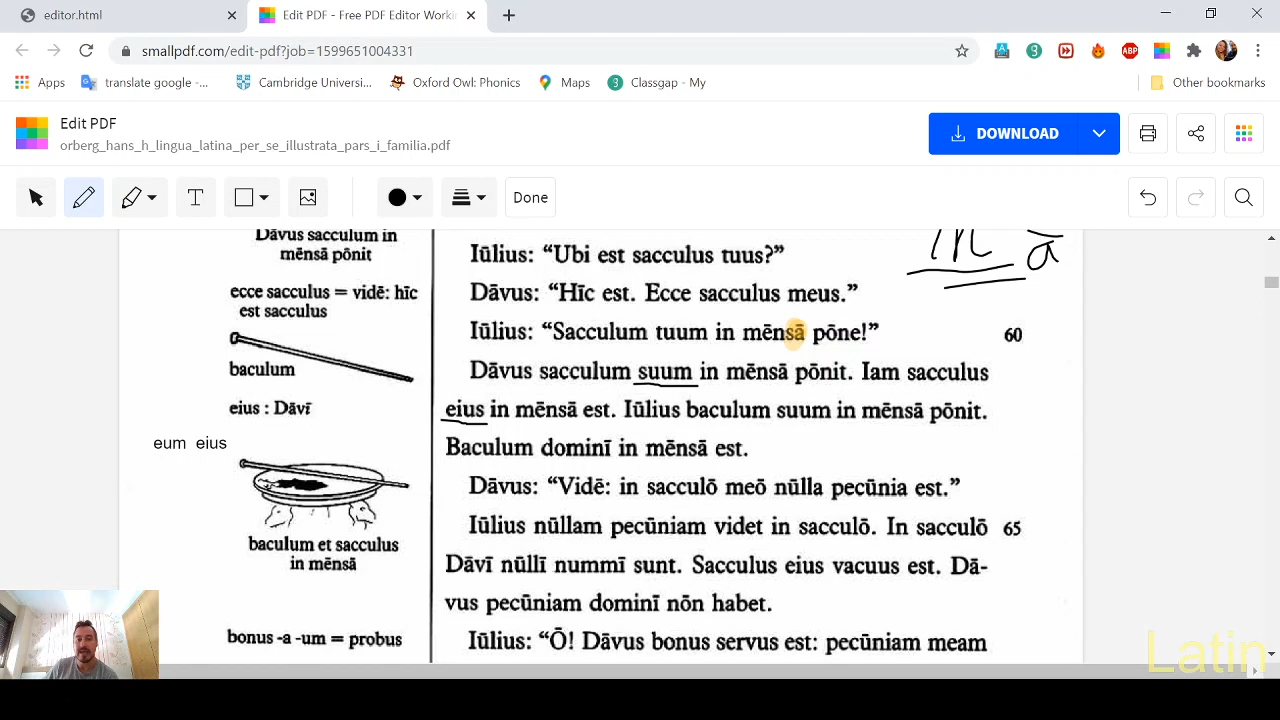 editor.html
Edit PDF - Free PDF Editor Worki
smallpdf.com/edit-pdf?job=1599651004331
Apps
translate google -...
Cambridge Universi...
Oxford Owl: Phonics
Maps
Classgap - My
Other bookmarks
Edit PDF
orberg_hans_h_lingua_latina_per_se_illustrata_pars_i_familia.pdf
DOWNLOAD
Done
Dāvus sacculum in
mēnsā pōnit
ecce sacculus = vidē: hīc
est sacculus
baculum
eius : Dāvī
eum eius
baculum et sacculus
in mēnsā
bonus -a -um = probus
in ā
Iūlius: “Ubi est sacculus tuus?”
Dāvus: “Hīc est. Ecce sacculus meus.”
Iūlius: “Sacculum tuum in mēnsā pōne!” 60
Dāvus sacculum suum in mēnsā pōnit. Iam sacculus
eius in mēnsā est. Iūlius baculum suum in mēnsā pōnit.
Baculum dominī in mēnsā est.
Dāvus: “Vidē: in sacculō meō nūlla pecūnia est.”
Iūlius nūllam pecūniam videt in sacculō. In sacculō 65
Dāvī nūllī nummī sunt. Sacculus eius vacuus est. Dā-
vus pecūniam dominī nōn habet.
Iūlius: “Ō! Dāvus bonus servus est: pecūniam meam
Latin